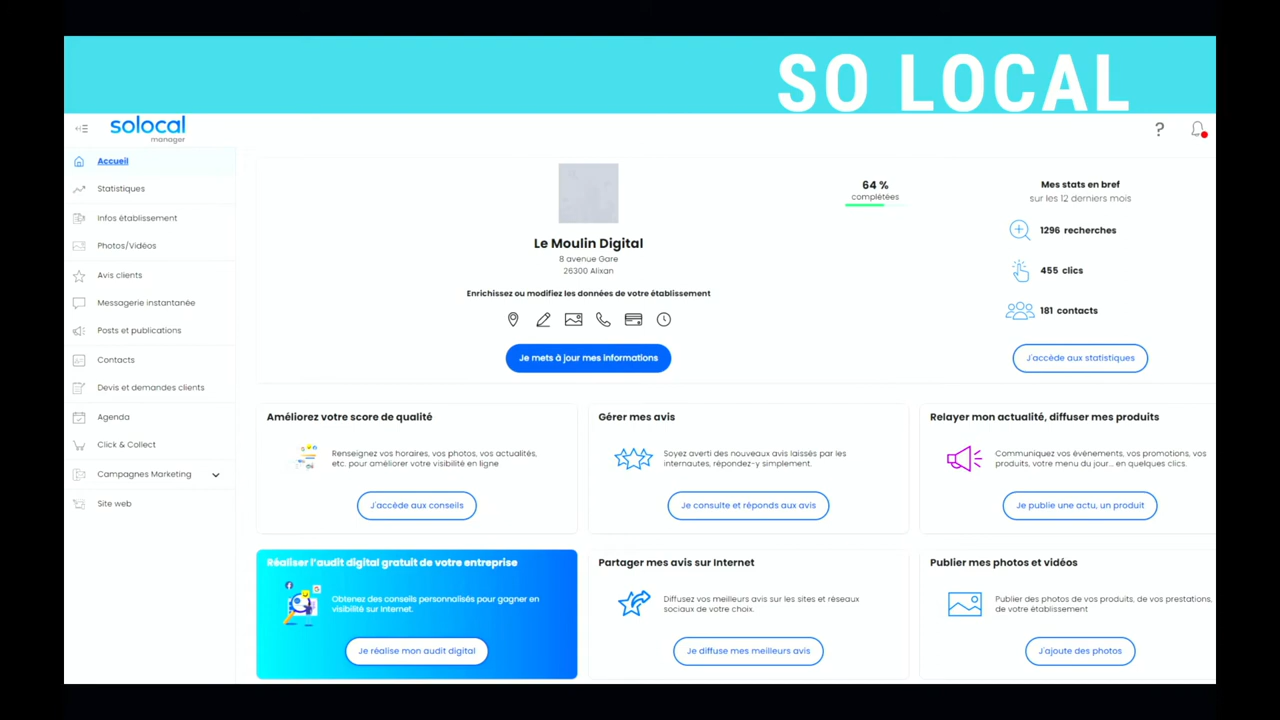 SO LOCAL
solocal
manager
?
Accueil
Statistiques
Infos établissement
Photos/Vidéos
Avis clients
Messagerie instantanée
Posts et publications
Contacts
Devis et demandes clients
Agenda
Click & Collect
Campagnes Marketing
Site web
Le Moulin Digital
8 avenue Gare
26300 Alixan
Enrichissez ou modifiez les données de votre établissement
Je mets à jour mes informations
64 %
complétées
Mes stats en bref
sur les 12 derniers mois
1296 recherches
455 clics
181 contacts
J'accède aux statistiques
Améliorez votre score de qualité
Renseignez vos horaires, vos photos, vos actualités,
etc. pour améliorer votre visibilité en ligne
J'accède aux conseils
Gérer mes avis
Soyez averti des nouveaux avis laissés par les
internautes, répondez-y simplement.
Je consulte et réponds aux avis
Relayer mon actualité, diffuser mes produits
Communiquez vos événements, vos promotions, vos
produits, votre menu du jour... en quelques clics.
Je publie une actu, un produit
Réaliser l'audit digital gratuit de votre entreprise
Obtenez des conseils personnalisés pour gagner en
visibilité sur Internet.
Je réalise mon audit digital
Partager mes avis sur Internet
Diffusez vos meilleurs avis sur les sites et réseaux
sociaux de votre choix.
Je diffuse mes meilleurs avis
Publier mes photos et vidéos
Publier des photos de vos produits, de vos prestations,
de votre établissement
J'ajoute des photos